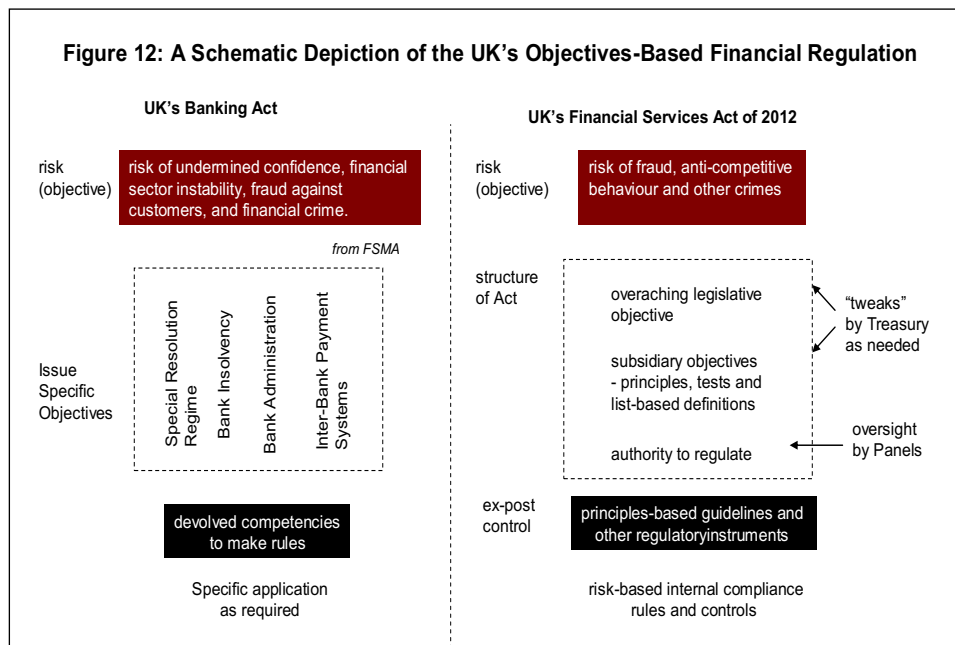 Figure 12: A Schematic Depiction of the UK's Objectives-Based Financial Regulation
UK's Banking Act
risk
(objective)
risk of undermined confidence, financial
sector instability, fraud against
customers, and financial crime.
from FSMA
Issue
Specific
Objectives
Special Resolution
Regime
Bank Insolvency
Bank Administration
Inter-Bank Payment
Systems
devolved competencies
to make rules
Specific application
as required
UK's Financial Services Act of 2012
risk
(objective)
risk of fraud, anti-competitive
behaviour and other crimes
structure
of Act
overaching legislative
objective
subsidiary objectives
- principles, tests and
list-based definitions
authority to regulate
“tweaks”
by Treasury
as needed
oversight
by Panels
ex-post
control
principles-based guidelines and
other regulatoryinstruments
risk-based internal compliance
rules and controls